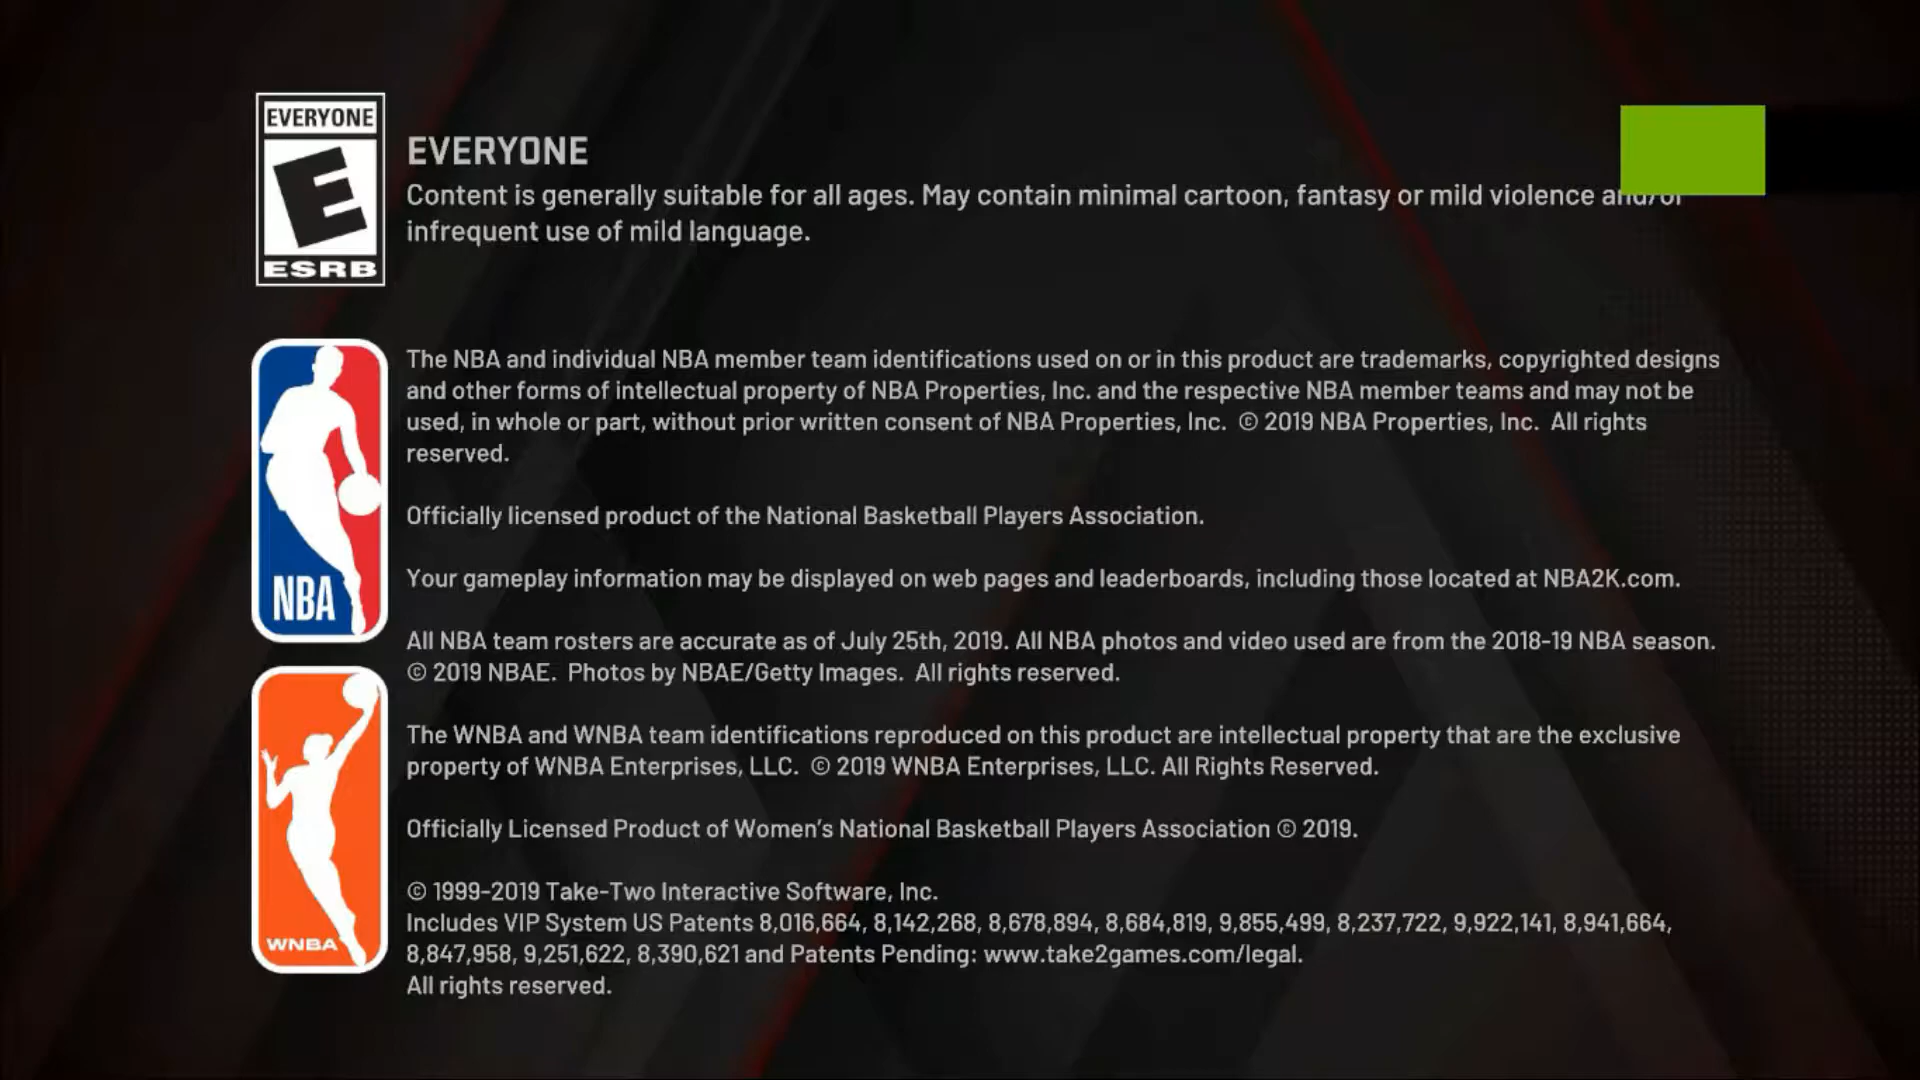 EVERYONE
E
ESRB
EVERYONE
Content is generally suitable for all ages. May contain minimal cartoon, fantasy or mild violence and/or
infrequent use of mild language.
NBA
The NBA and individual NBA member team identifications used on or in this product are trademarks, copyrighted designs
and other forms of intellectual property of NBA Properties, Inc. and the respective NBA member teams and may not be
used, in whole or part, without prior written consent of NBA Properties, Inc.  © 2019 NBA Properties, Inc.  All rights
reserved.
Officially licensed product of the National Basketball Players Association.
Your gameplay information may be displayed on web pages and leaderboards, including those located at NBA2K.com.
All NBA team rosters are accurate as of July 25th, 2019. All NBA photos and video used are from the 2018-19 NBA season.
© 2019 NBAE.  Photos by NBAE/Getty Images.  All rights reserved.
WNBA
The WNBA and WNBA team identifications reproduced on this product are intellectual property that are the exclusive
property of WNBA Enterprises, LLC.  © 2019 WNBA Enterprises, LLC. All Rights Reserved.
Officially Licensed Product of Women's National Basketball Players Association © 2019.
© 1999-2019 Take-Two Interactive Software, Inc.
Includes VIP System US Patents 8,016,664, 8,142,268, 8,678,894, 8,684,819, 9,855,499, 8,237,722, 9,922,141, 8,941,664,
8,847,958, 9,251,622, 8,390,621 and Patents Pending: www.take2games.com/legal.
All rights reserved.